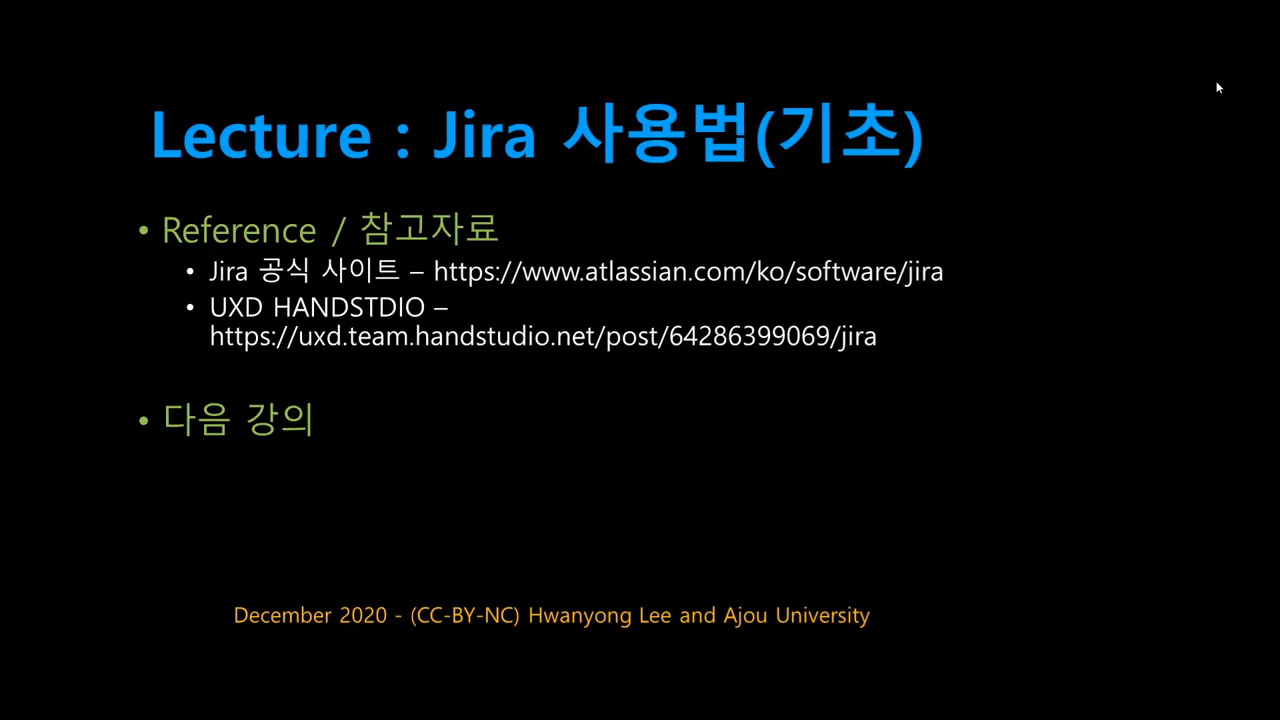 Lecture : Jira 사용법(기초)
• Reference / 참고자료
• Jira 공식 사이트 – https://www.atlassian.com/ko/software/jira
• UXD HANDSTDIO –
https://uxd.team.handstudio.net/post/64286399069/jira
• 다음 강의
December 2020 - (CC-BY-NC) Hwanyong Lee and Ajou University